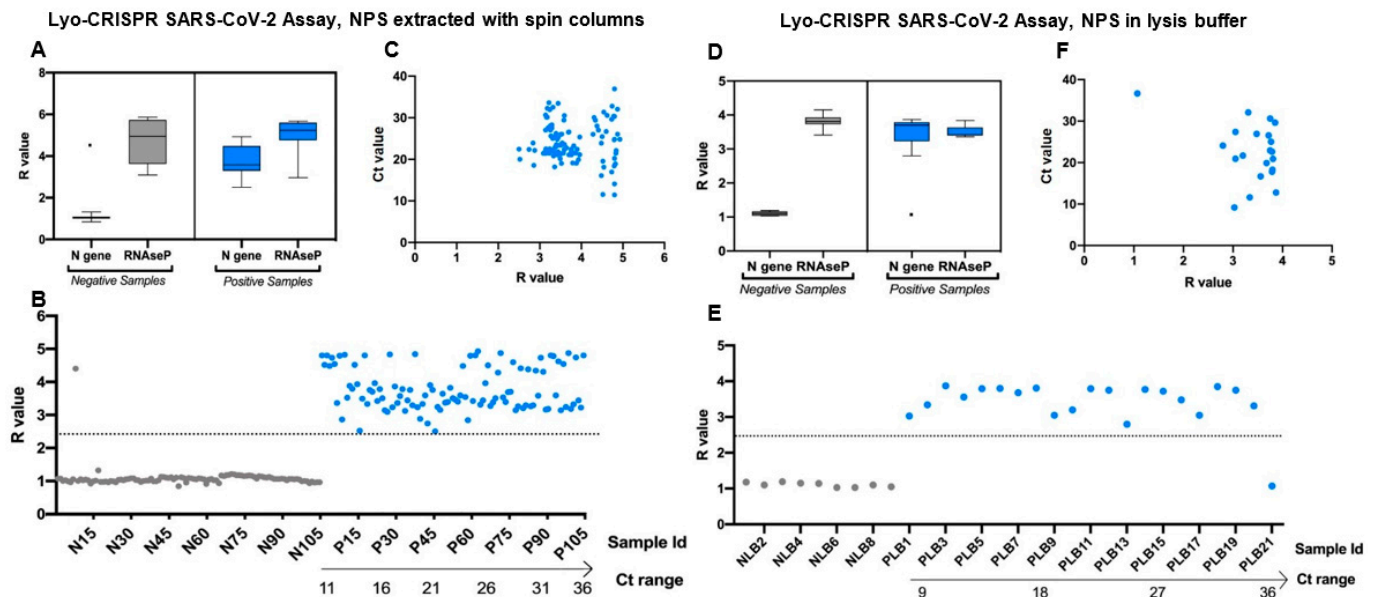 Lyo-CRISPR SARS-CoV-2 Assay, NPS extracted with spin columns
A
8
6
4
2
0
R value
N gene RNAseP N gene RNAseP
Negative Samples Positive Samples
C
40
30
20
10
0
Ct value
0 1 2 3 4 5 6
R value
B
6
5
4
3
2
1
0
R value
N15 N30 N45 N60 N75 N90 N105 P15 P30 P45 P60 P75 P90 P105 Sample Id
11 16 21 26 31 36 Ct range
Lyo-CRISPR SARS-CoV-2 Assay, NPS in lysis buffer
D
5
4
3
2
1
0
R value
N gene RNAseP N gene RNAseP
Negative Samples Positive Samples
F
40
30
20
10
0
Ct value
0 1 2 3 4 5
R value
E
5
4
3
2
1
0
R value
NLB2 NLB4 NLB6 NLB8 PLB1 PLB3 PLB5 PLB7 PLB9 PLB11 PLB13 PLB15 PLB17 PLB19 PLB21 Sample Id
9 18 27 36 Ct range